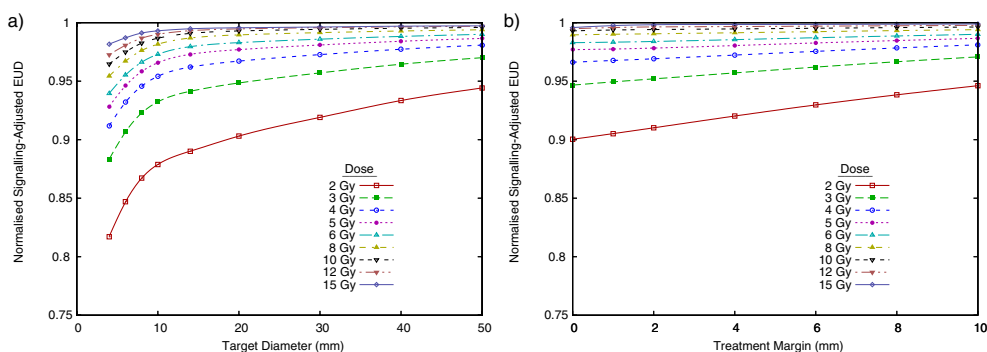 a)
Normalised Signalling-Adjusted EUD
1
0.95
0.9
0.85
0.8
0.75
0
10
20
30
40
50
Target Diameter (mm)
Dose
2 Gy
3 Gy
4 Gy
5 Gy
6 Gy
8 Gy
10 Gy
12 Gy
15 Gy
b)
Normalised Signalling-Adjusted EUD
1
0.95
0.9
0.85
0.8
0.75
0
2
4
6
8
10
Treatment Margin (mm)
Dose
2 Gy
3 Gy
4 Gy
5 Gy
6 Gy
8 Gy
10 Gy
12 Gy
15 Gy